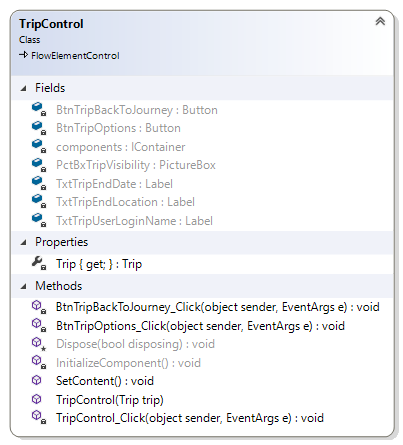 TripControl
Class
FlowElementControl
Fields
BtnTripBackToJourney : Button
BtnTripOptions : Button
components : IContainer
PctBxTripVisibility : PictureBox
TxtTripEndDate : Label
TxtTripEndLocation : Label
TxtTripUserLoginName : Label
Properties
Trip { get; } : Trip
Methods
BtnTripBackToJourney_Click(object sender, EventArgs e) : void
BtnTripOptions_Click(object sender, EventArgs e) : void
Dispose(bool disposing) : void
InitializeComponent() : void
SetContent() : void
TripControl(Trip trip)
TripControl_Click(object sender, EventArgs e) : void